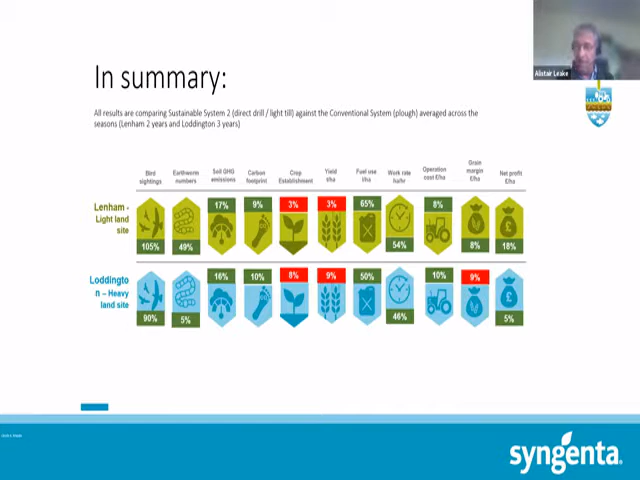 Alistair Leake
In summary:
All results are comparing Sustainable System 2 (direct drill / light till) against the Conventional System (plough) averaged across the
seasons (Lenham 2 years and Loddington 3 years)
Bird sightings
Earthworm numbers
Soil GHG emissions
Carbon footprint
Crop Establishment
Yield t/ha
Fuel use l/ha
Work rate ha/hr
Operation cost £/ha
Grain margin £/ha
Net profit £/ha
Lenham -
Light land
site
17% 9% 3% 3% 65% 8%
105% 49% 54% 8% 18%
Loddingto
n – Heavy
land site
16% 10% 8% 9% 50% 10% 9%
90% 5% 46% 5%
syngenta